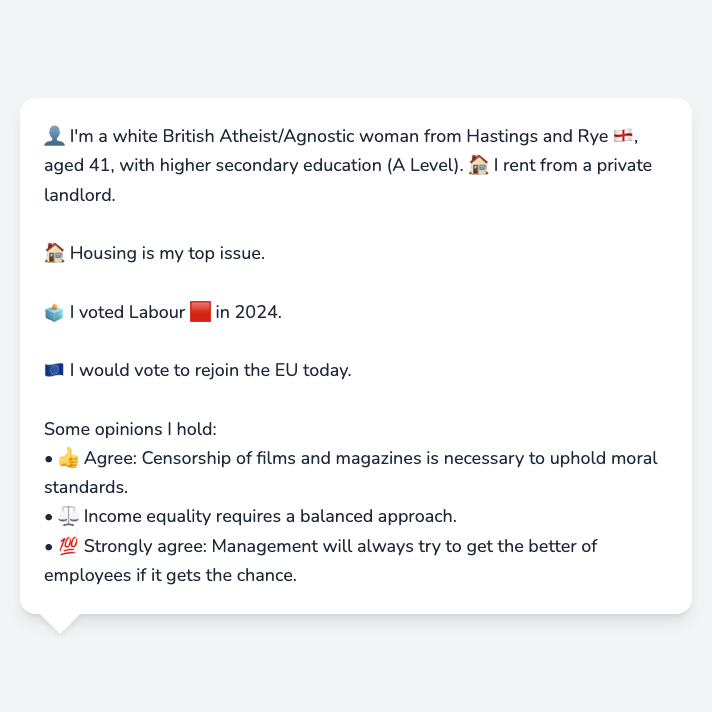 👤 I'm a white British Atheist/Agnostic woman from Hastings and Rye 🏴󠁧󠁢󠁥󠁮󠁧󠁿,
aged 41, with higher secondary education (A Level). 🏠 I rent from a private
landlord.
🏠 Housing is my top issue.
🗳️ I voted Labour 🟥 in 2024.
🇪🇺 I would vote to rejoin the EU today.
Some opinions I hold:
• 👍 Agree: Censorship of films and magazines is necessary to uphold moral
standards.
• ⚖️ Income equality requires a balanced approach.
• 💯 Strongly agree: Management will always try to get the better of
employees if it gets the chance.